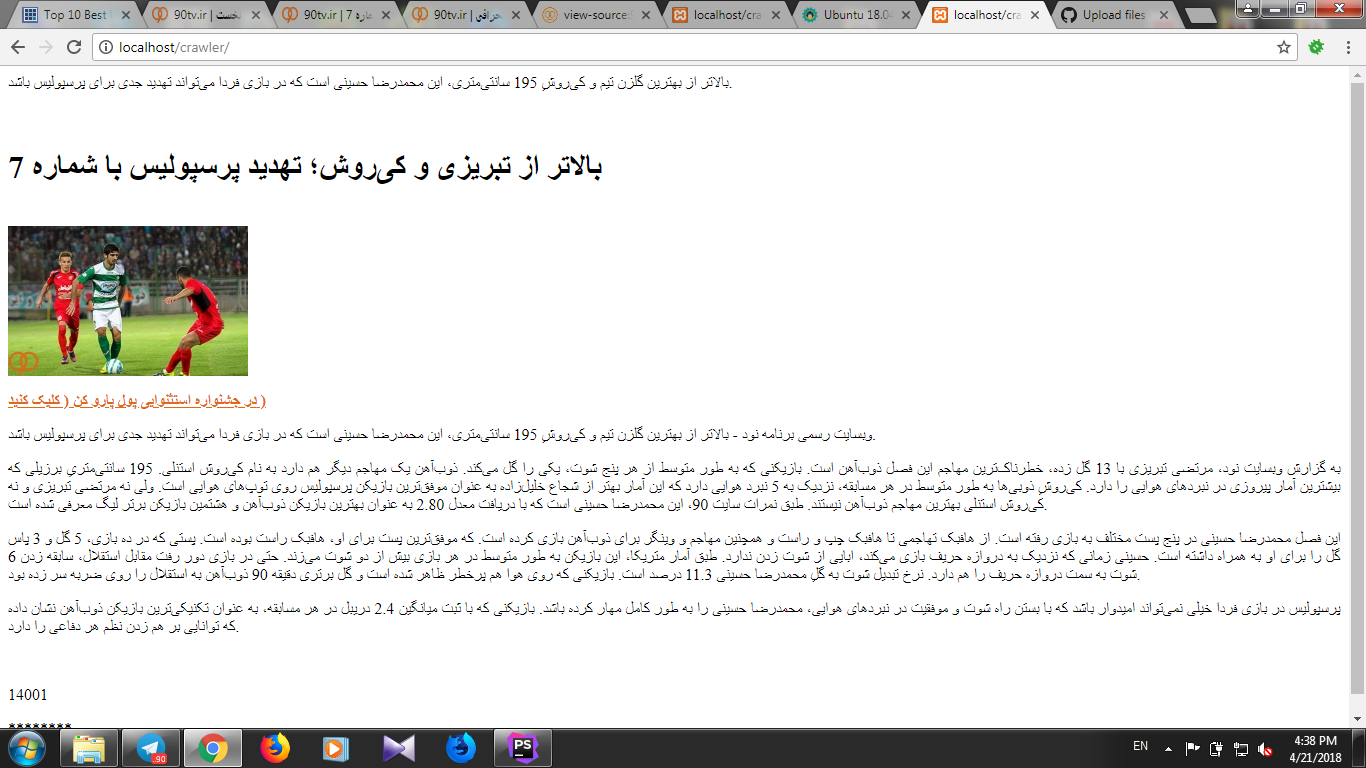 Top 10 Best
90tv.ir | نخست
90tv.ir | 7 شماره
90tv.ir | حرافی
view-source:
localhost/cra
Ubuntu 18.04
localhost/cra
Upload files
localhost/crawler/
بالاتر از بهترین گلزن تیم و کی‌روشِ 195 سانتی‌متری، این محمدرضا حسینی است که در بازی فردا می‌تواند تهدید جدی برای پرسپولیس باشد.
بالاتر از تبریزی و کی‌روش؛ تهدید پرسپولیس با شماره 7
در جشنواره استثنوایی پول پارو کن ( کلیک کنید )
وبسایت رسمی برنامه نود - بالاتر از بهترین گلزن تیم و کی‌روشِ 195 سانتی‌متری، این محمدرضا حسینی است که در بازی فردا می‌تواند تهدید جدی برای پرسپولیس باشد.
به گزارش وبسایت نود، مرتضی تبریزی با 13 گل زده، خطرناک‌ترین مهاجم این فصل ذوب‌آهن است. بازیکنی که به طور متوسط از هر پنج شوت، یکی را گل می‌کند. ذوب‌آهن یک مهاجم دیگر هم دارد به نام کی‌روش استنلی. 195 سانتی‌متریِ برزیلی که
بیشترین آمار پیروزی در نبردهای هوایی را دارد. کی‌روشِ ذوبی‌ها به طور متوسط در هر مسابقه، نزدیک به 5 نبرد هوایی دارد که این آمار بهتر از شجاع خلیل‌زاده به عنوان موفق‌ترین بازیکن پرسپولیس روی توپ‌های هوایی است. ولی نه مرتضی تبریزی و نه
کی‌روش استنلی بهترین مهاجم ذوب‌آهن نیستند. طبق نمرات سایت 90، این محمدرضا حسینی است که با دریافت معدل 2.80 به عنوان بهترین بازیکن ذوب‌آهن و هشتمین بازیکن برتر لیگ معرفی شده است.
این فصل محمدرضا حسینی در پنج پست مختلف به بازی رفته است. از هافبک تهاجمی تا هافبک چپ و راست و همچنین مهاجم و وینگر برای ذوب‌آهن بازی کرده است. که موفق‌ترین پست برای او، هافبک راست بوده است. پستی که در ده بازی، 5 گل و 3 پاس
گل را برای او به همراه داشته است. حسینی زمانی که نزدیک به دروازه حریف بازی می‌کند، ابایی از شوت زدن ندارد. طبق آمار متریکا، این بازیکن به طور متوسط در هر بازی بیش از دو شوت می‌زند. حتی در بازی دور رفت مقابل استقلال، سابقه زدن 6
شوت به سمت دروازه حریف را هم دارد. نرخ تبدیل شوت به گلِ محمدرضا حسینی 11.3 درصد است. بازیکنی که روی هوا هم پرخطر ظاهر شده است و گل برتری دقیقه 90 ذوب‌آهن به استقلال را روی ضربه سر زده بود.
پرسپولیس در بازی فردا خیلی نمی‌تواند امیدوار باشد که با بستن راه شوت و موفقیت در نبردهای هوایی، محمدرضا حسینی را به طور کامل مهار کرده باشد. بازیکنی که با ثبت میانگین 2.4 دریبل در هر مسابقه، به عنوان تکنیکی‌ترین بازیکن ذوب‌آهن نشان داده
که توانایی بر هم زدن نظم هر دفاعی را دارد.
14001
********
.90
PS
EN
4:38 PM
4/21/2018